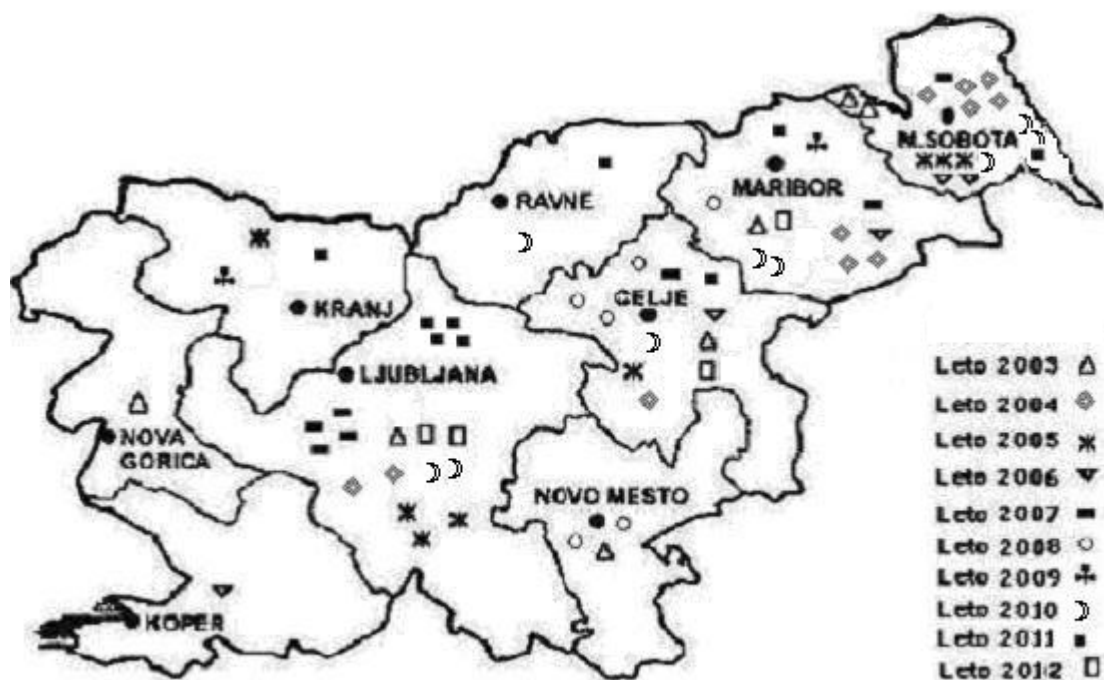 M.SOBOTA
MARIBOR
RAVNE
CELJE
KRANJ
LJUBLJANA
NOVA
GORICA
NOVO MESTO
KOPER
Leto 2003
Leto 2004
Leto 2005
Leto 2006
Leto 2007
Leto 2008
Leto 2009
Leto 2010
Leto 2011
Leto 2012